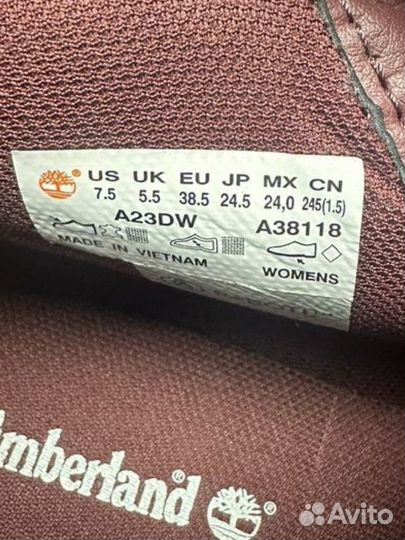 US UK EU JP MX CN
7.5 5.5 38.5 24.5 24,0 245(1.5)
A23DW A38118
MADE IN VIETNAM WOMENS
Timberland®
Avito